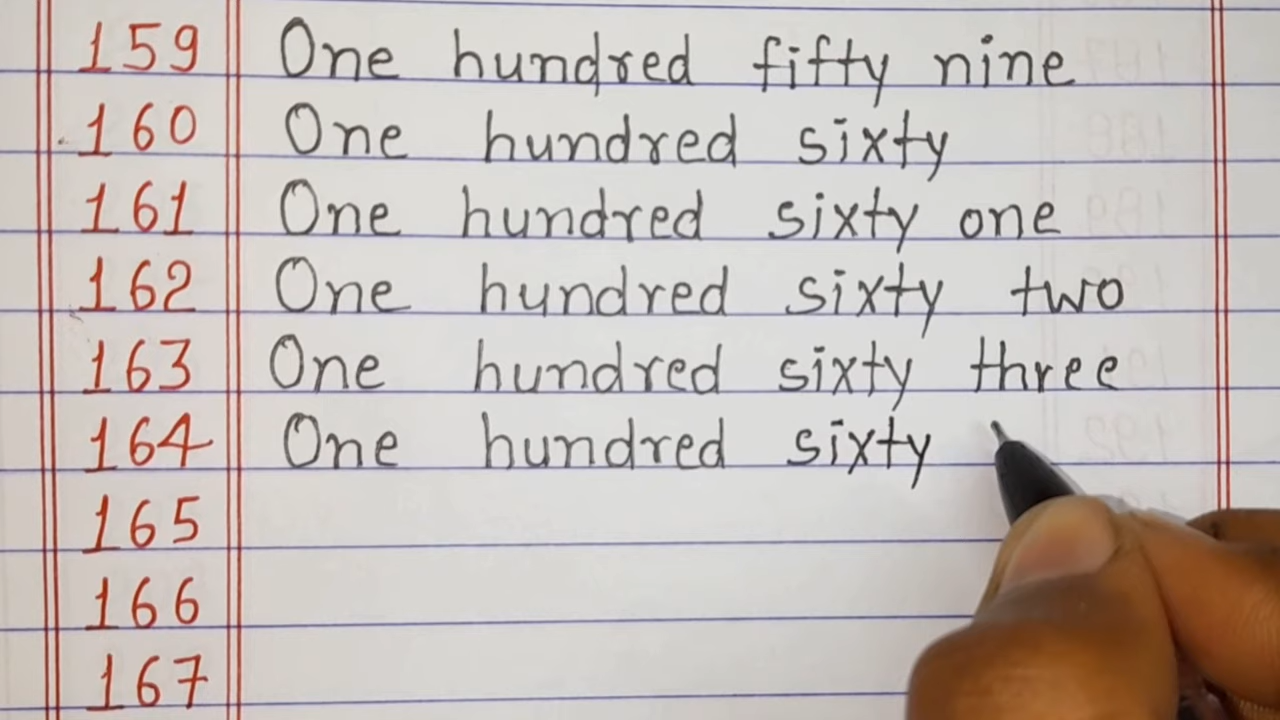 159 One hundred fifty nine
160 One hundred sixty
161 One hundred sixty one
162 One hundred sixty two
163 One hundred sixty three
164 One hundred sixty
165
166
167